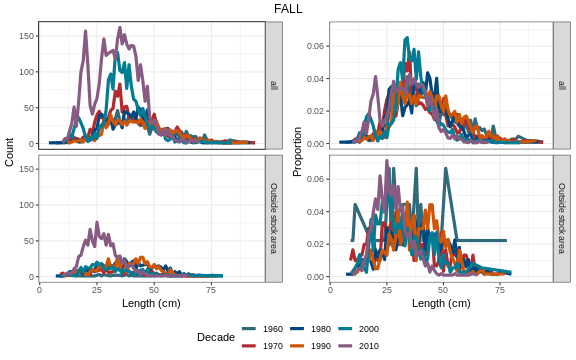 FALL
Count
150
100
50
0
all
150
100
50
0
Outside stock area
0 25 50 75
Length (cm)
Proportion
0.06
0.04
0.02
0.00
all
0.06
0.04
0.02
0.00
Outside stock area
0 25 50 75
Length (cm)
Decade
1960 1980 2000
1970 1990 2010